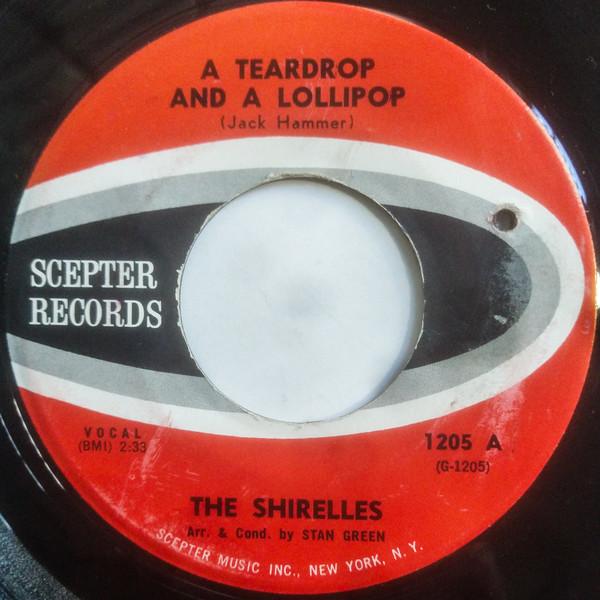 A TEARDROP
AND A LOLLIPOP
(Jack Hammer)
SCEPTER
RECORDS
VOCAL
(BMI) 2:33
1205 A
(G-1205)
THE SHIRELLES
Arr. & Cond. by STAN GREEN
SCEPTER MUSIC INC., NEW YORK, N. Y.